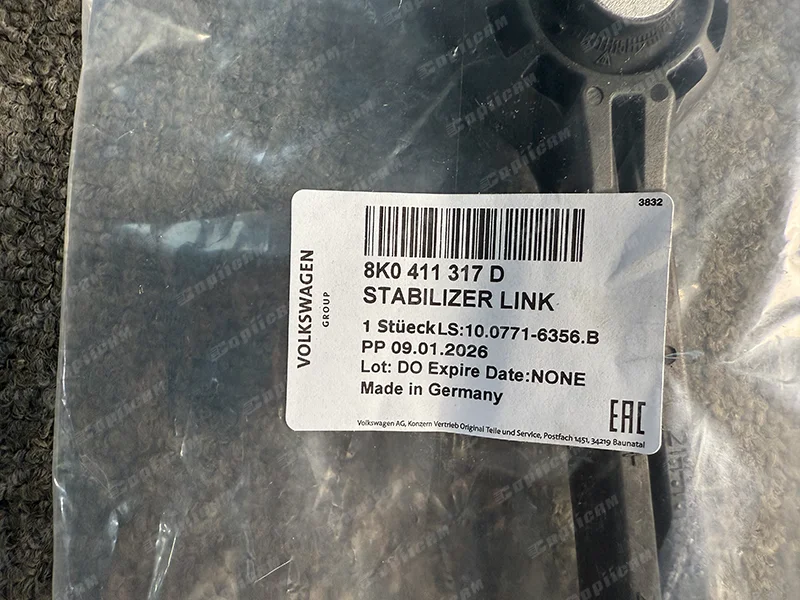 3832
VOLKSWAGEN
GROUP
8K0 411 317 D
STABILIZER LINK
1 StüeckLS:10.0771-6356.B
PP 09.01.2026
Lot: DO Expire Date:NONE
Made in Germany
EAC
Volkswagen AG, Konzern Vertrieb Original Teile und Service, Postfach 1451, 34219 Baunatal